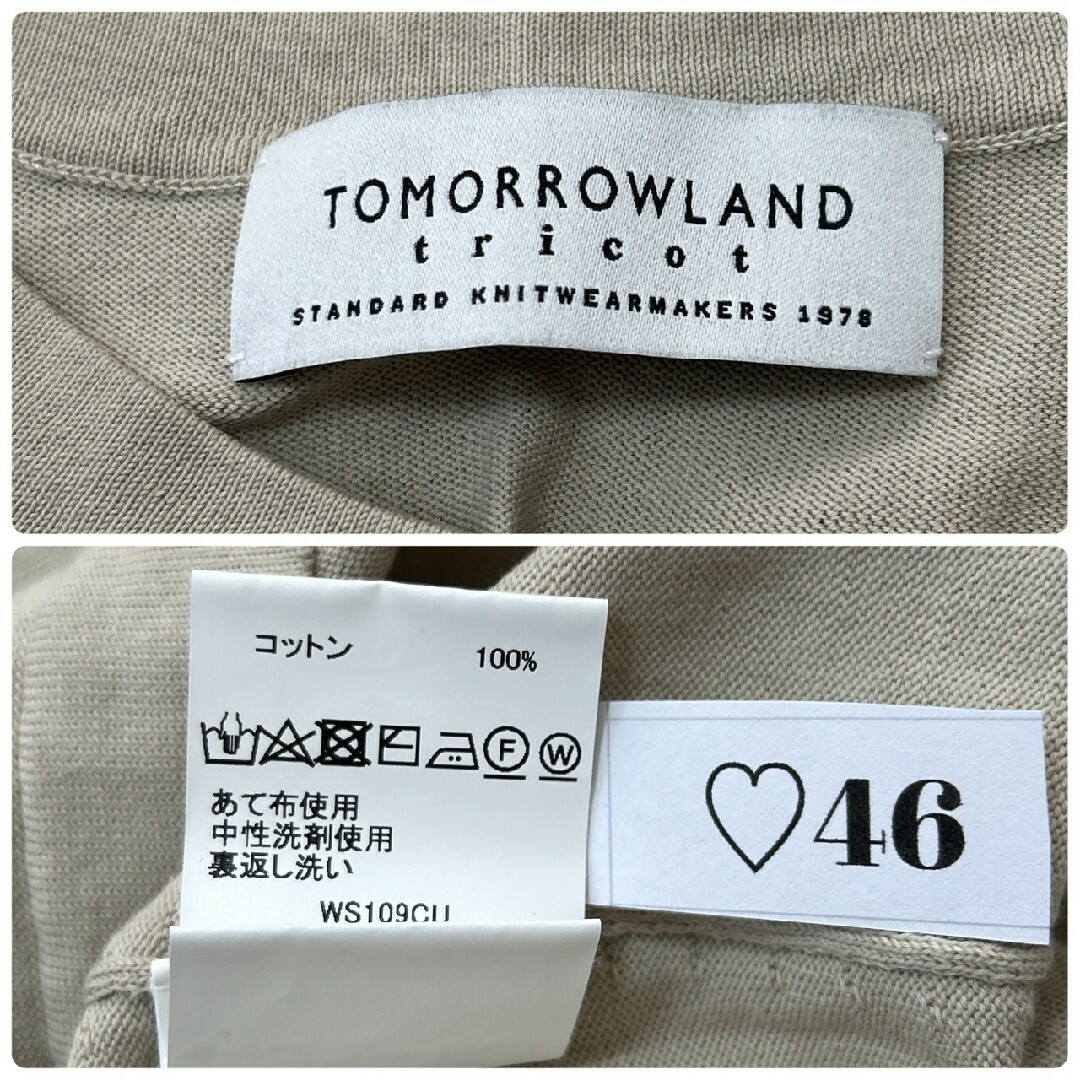 TOMORROWLAND
tricot
STANDARD KNITWEARMAKERS 1978
コットン 100%
F W
あて布使用
中性洗剤使用
裏返し洗い
WS109CU
♡46